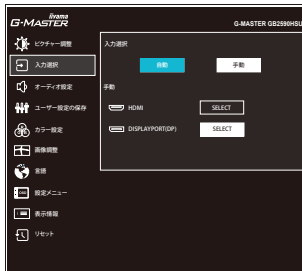 iiyama
G-MASTER
G-MASTER GB2590HSU
ピクチャー調整
入力選択
オーディオ設定
ユーザー設定の保存
カラー設定
画像調整
言語
設定メニュー
表示情報
リセット
入力選択
自動
手動
手動
HDMI
SELECT
DISPLAYPORT(DP)
SELECT